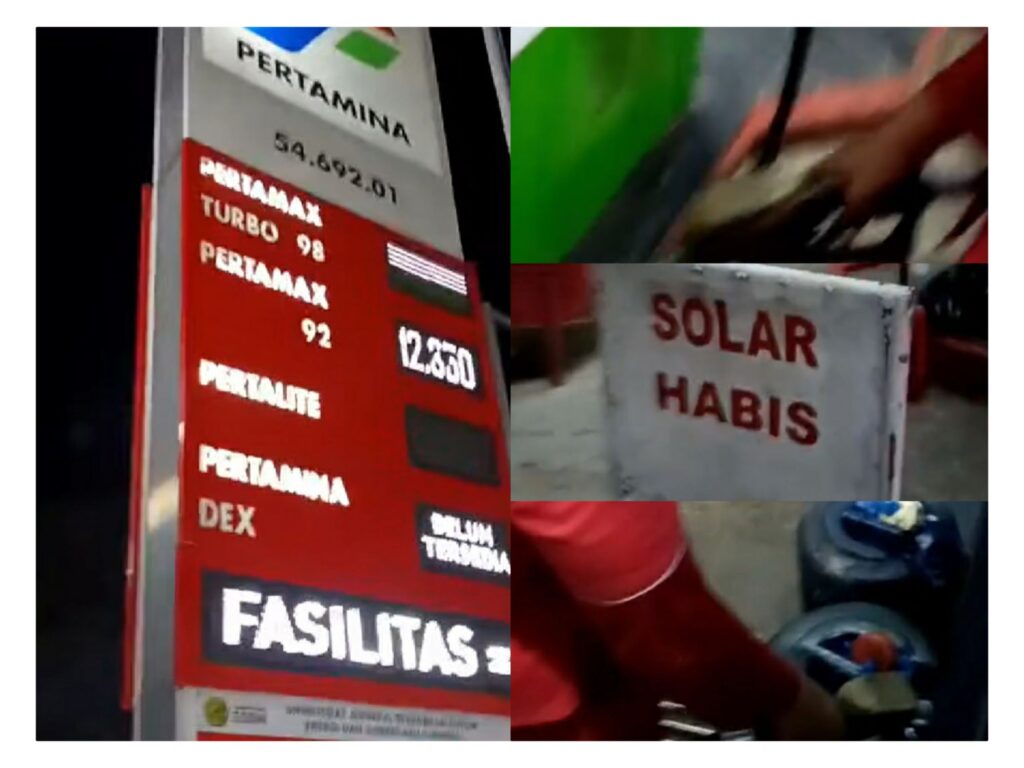 PERTAMINA
54.692.01
PERTAMAX
TURBO 98
PERTAMAX
92
12.350
PERTALITE
PERTAMINA
DEX
BELUM
TERSEDIA
FASILITAS
SOLAR
HABIS